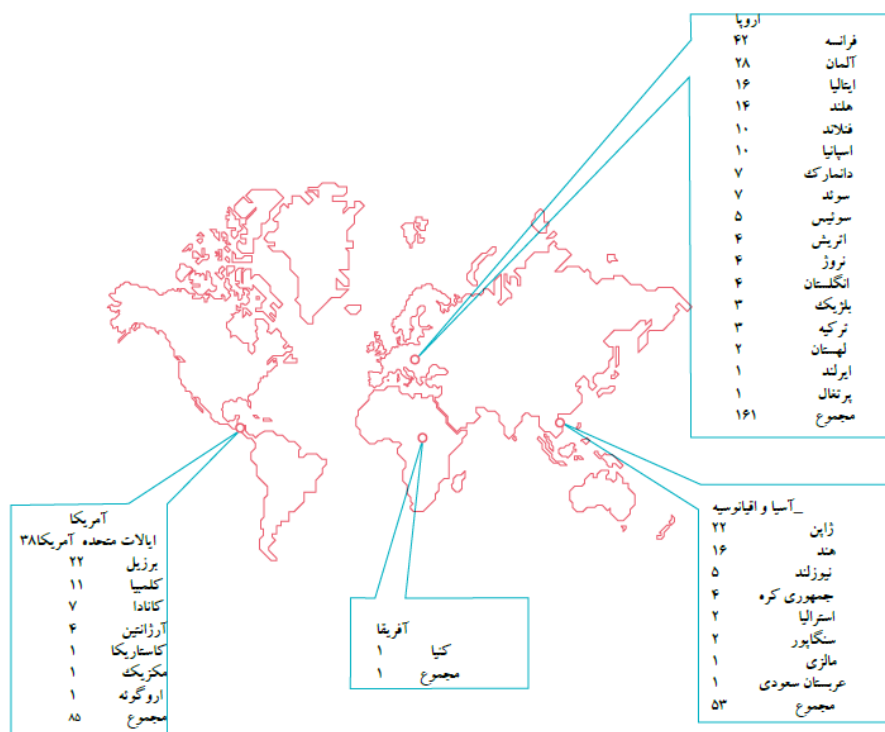 اروپا
فرانسه ۴۲
آلمان ۲۸
ایتالیا ۱۶
هلند ۱۴
فنلاند ۱۰
اسپانیا ۱۰
دانمارک ۷
سوئد ۷
سوئیس ۵
اتریش ۴
نروژ ۴
انگلستان ۴
بلژیک ۳
ترکیه ۳
لهستان ۲
ایرلند ۱
پرتغال ۱
مجموع ۱۶۱
_آسیا و اقیانوسیه
ژاپن ۲۲
هند ۱۶
نیوزلند ۵
جمهوری کره ۴
استرالیا ۲
سنگاپور ۲
مالزی ۱
عربستان سعودی ۱
مجموع ۵۳
آفریقا
کنیا ۱
مجموع ۱
آمریکا
ایالات متحده آمریکا۳۸
برزیل ۲۲
کلمبیا ۱۱
کانادا ۷
آرژانتین ۴
کاستاریکا ۱
مکزیک ۱
اروگوئه ۱
مجموع ۸۵